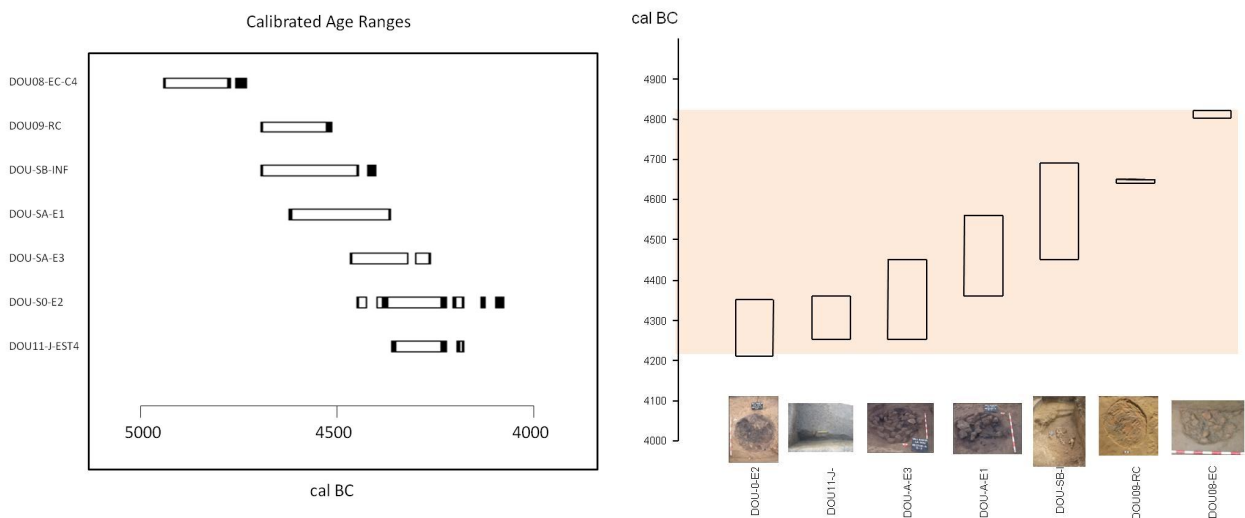 Calibrated Age Ranges
DOU08-EC-C4
DOU09-RC
DOU-SB-INF
DOU-SA-E1
DOU-SA-E3
DOU-S0-E2
DOU11-J-EST4
5000
4500
4000
cal BC
cal BC
4900
4800
4700
4600
4500
4400
4300
4200
4100
4000
DOU-0-E2
DOU11-J-
DOU-A-E3
DOU-A-E1
DOU-SB-I
DOU09-RC
DOU08-EC